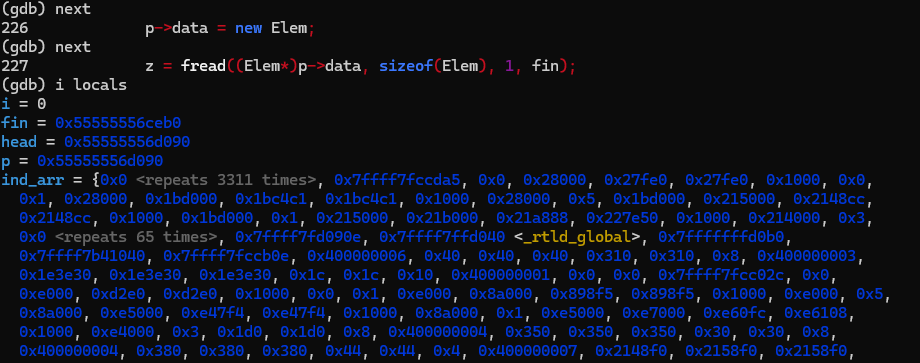 (gdb) next
226             p->data = new Elem;
(gdb) next
227             z = fread((Elem*)p->data, sizeof(Elem), 1, fin);
(gdb) i locals
i = 0
fin = 0x55555556ceb0
head = 0x55555556d090
p = 0x55555556d090
ind_arr = {0x0 <repeats 3311 times>, 0x7ffff7fccda5, 0x0, 0x28000, 0x27fe0, 0x27fe0, 0x1000, 0x0,
  0x1, 0x28000, 0x1bd000, 0x1bc4c1, 0x1bc4c1, 0x1000, 0x28000, 0x5, 0x1bd000, 0x215000, 0x2148cc,
  0x2148cc, 0x1000, 0x1bd000, 0x1, 0x215000, 0x21b000, 0x21a888, 0x227e50, 0x1000, 0x214000, 0x3,
  0x0 <repeats 65 times>, 0x7ffff7fd090e, 0x7ffff7ffd040 <_rtld_global>, 0x7fffffffd0b0,
  0x7ffff7b41040, 0x7ffff7fccb0e, 0x400000006, 0x40, 0x40, 0x40, 0x310, 0x310, 0x8, 0x400000003,
  0x1e3e30, 0x1e3e30, 0x1e3e30, 0x1c, 0x1c, 0x10, 0x400000001, 0x0, 0x0, 0x7ffff7fcc02c, 0x0,
  0xe000, 0xd2e0, 0xd2e0, 0x1000, 0x0, 0x1, 0xe000, 0x8a000, 0x898f5, 0x898f5, 0x1000, 0xe000, 0x5,
  0x8a000, 0xe5000, 0xe47f4, 0xe47f4, 0x1000, 0x8a000, 0x1, 0xe5000, 0xe7000, 0xe60fc, 0xe6108,
  0x1000, 0xe4000, 0x3, 0x1d0, 0x1d0, 0x8, 0x400000004, 0x350, 0x350, 0x350, 0x30, 0x30, 0x8,
  0x400000004, 0x380, 0x380, 0x380, 0x44, 0x44, 0x4, 0x400000007, 0x2148f0, 0x2158f0, 0x2158f0,